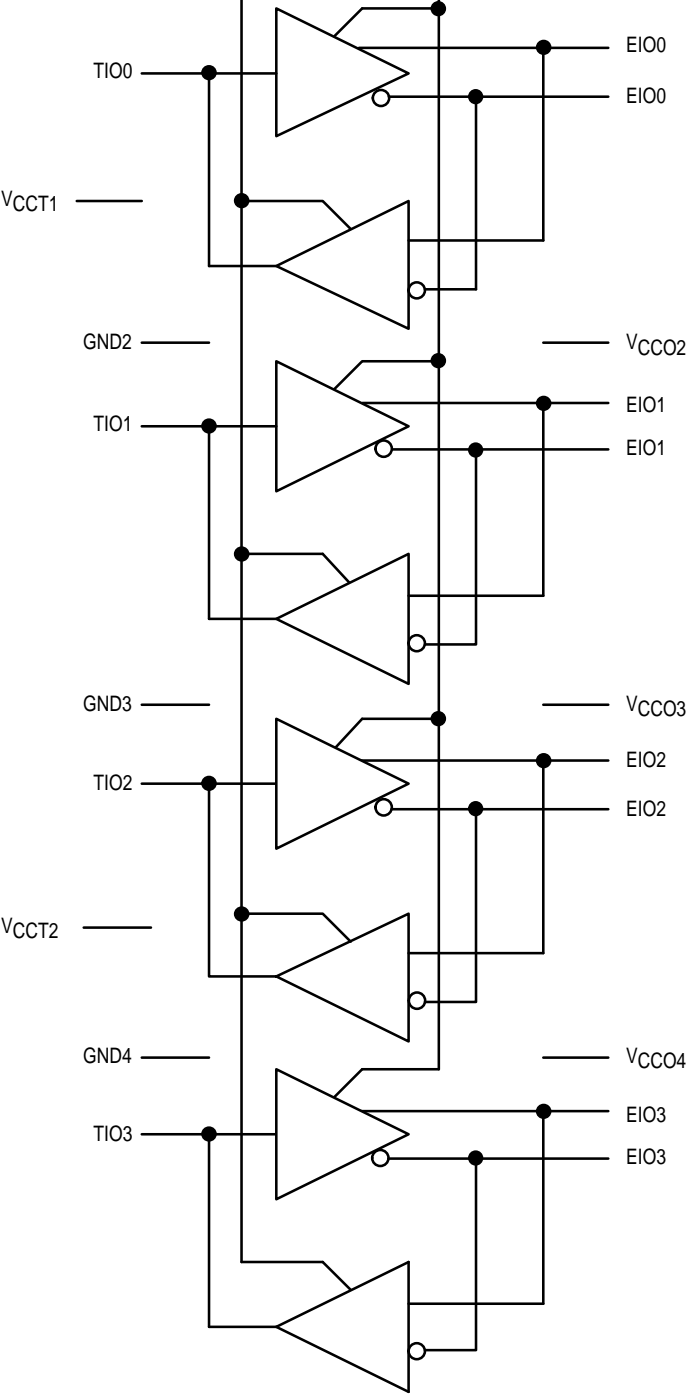 TIO0 EIO0
EIO0
VCCT1
GND2 VCCO2
TIO1 EIO1
EIO1
GND3 VCCO3
TIO2 EIO2
EIO2
VCCT2
GND4 VCCO4
TIO3 EIO3
EIO3